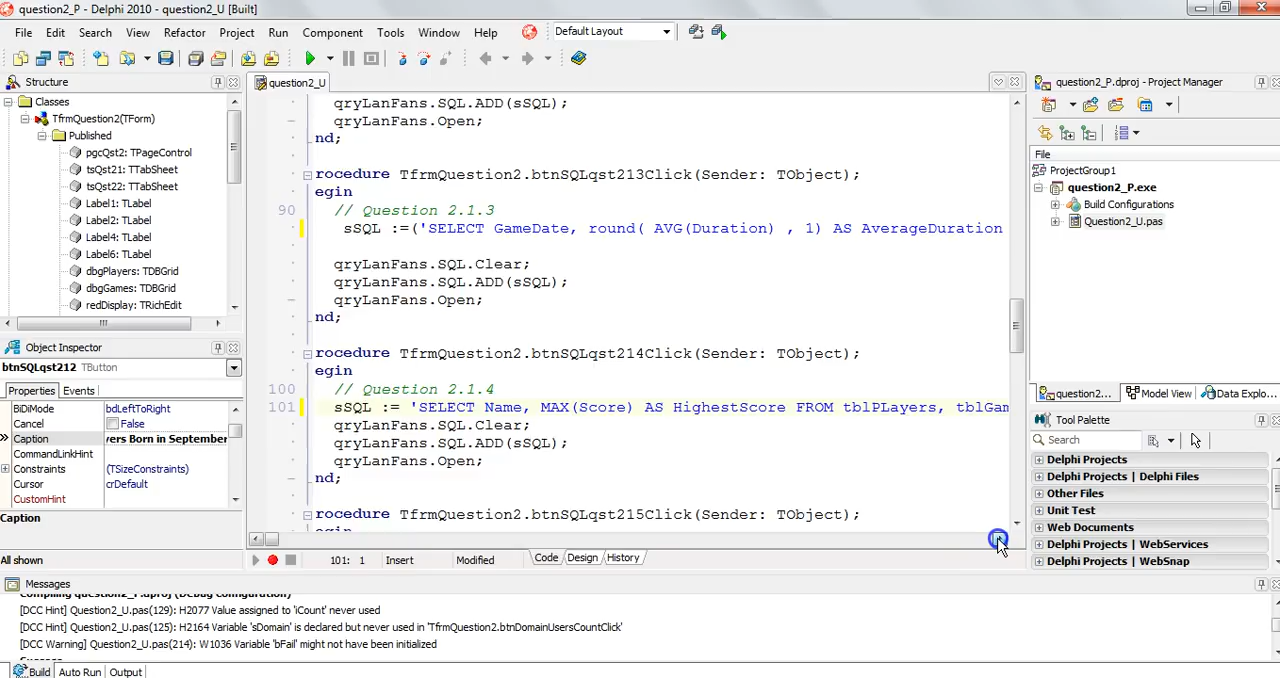 question2_P - Delphi 2010 - question2_U [Built]
File Edit Search View Refactor Project Run Component Tools Window Help Default Layout
Structure
question2_U
question2_P.dproj - Project Manager
Classes
TfrmQuestion2(TForm)
Published
pgcQst2: TPageControl
tsQst21: TTabSheet
tsQst22: TTabSheet
Label1: TLabel
Label2: TLabel
Label4: TLabel
Label6: TLabel
dbgPlayers: TDBGrid
dbgGames: TDBGrid
redDisplay: TRichEdit
Object Inspector
btnSQLqst212 TButton
Properties Events
BiDiMode bdLeftToRight
Cancel False
Caption vers Born in September
CommandLinkHint
Constraints (TSizeConstraints)
Cursor crDefault
CustomHint
Caption
All shown
qryLanFans.SQL.ADD(sSQL);
qryLanFans.Open;
nd;
rocedure TfrmQuestion2.btnSQLqst213Click(Sender: TObject);
egin
90 // Question 2.1.3
sSQL :=('SELECT GameDate, round( AVG(Duration) , 1) AS AverageDuration
qryLanFans.SQL.Clear;
qryLanFans.SQL.ADD(sSQL);
qryLanFans.Open;
nd;
rocedure TfrmQuestion2.btnSQLqst214Click(Sender: TObject);
egin
100 // Question 2.1.4
101 sSQL := 'SELECT Name, MAX(Score) AS HighestScore FROM tblPLayers, tblGam
qryLanFans.SQL.Clear;
qryLanFans.SQL.ADD(sSQL);
qryLanFans.Open;
nd;
rocedure TfrmQuestion2.btnSQLqst215Click(Sender: TObject);
egin
101: 1 Insert Modified Code Design History
File
ProjectGroup1
question2_P.exe
Build Configurations
Question2_U.pas
question2... Model View Data Explo...
Tool Palette
Search
Delphi Projects
Delphi Projects | Delphi Files
Other Files
Unit Test
Web Documents
Delphi Projects | WebServices
Delphi Projects | WebSnap
Messages
Compiling question2_P.dproj (Debug configuration)
[DCC Hint] Question2_U.pas(129): H2077 Value assigned to 'iCount' never used
[DCC Hint] Question2_U.pas(125): H2164 Variable 'sDomain' is declared but never used in 'TfrmQuestion2.btnDomainUsersCountClick'
[DCC Warning] Question2_U.pas(214): W1036 Variable 'bFail' might not have been initialized
Success
Build Auto Run Output